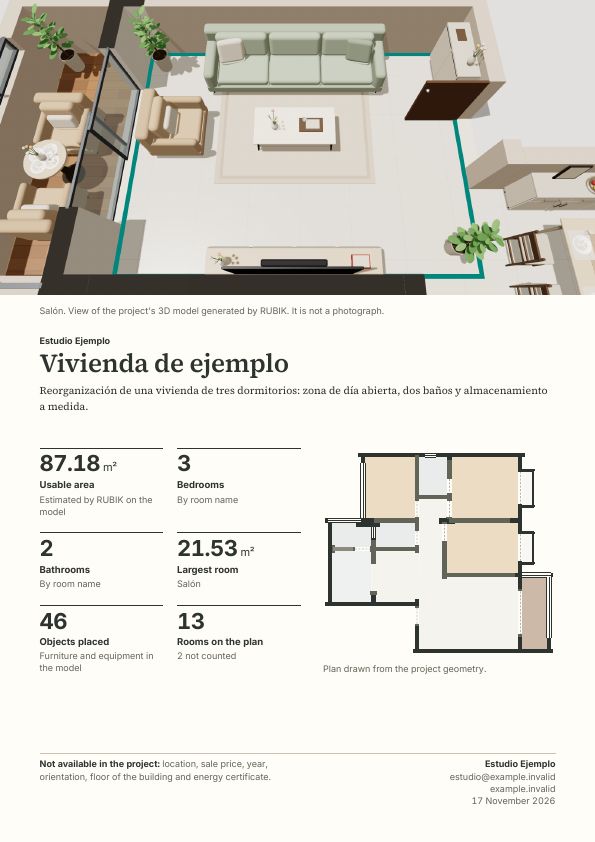 Salón. View of the project's 3D model generated by RUBIK. It is not a photograph.
Estudio Ejemplo
Vivienda de ejemplo
Reorganización de una vivienda de tres dormitorios: zona de día abierta, dos baños y almacenamiento
a medida.
87.18 m²
Usable area
Estimated by RUBIK on the
model
3
Bedrooms
By room name
2
Bathrooms
By room name
21.53 m²
Largest room
Salón
46
Objects placed
Furniture and equipment in
the model
13
Rooms on the plan
2 not counted
Plan drawn from the project geometry.
Not available in the project: location, sale price, year,
orientation, floor of the building and energy certificate.
Estudio Ejemplo
estudio@example.invalid
example.invalid
17 November 2026